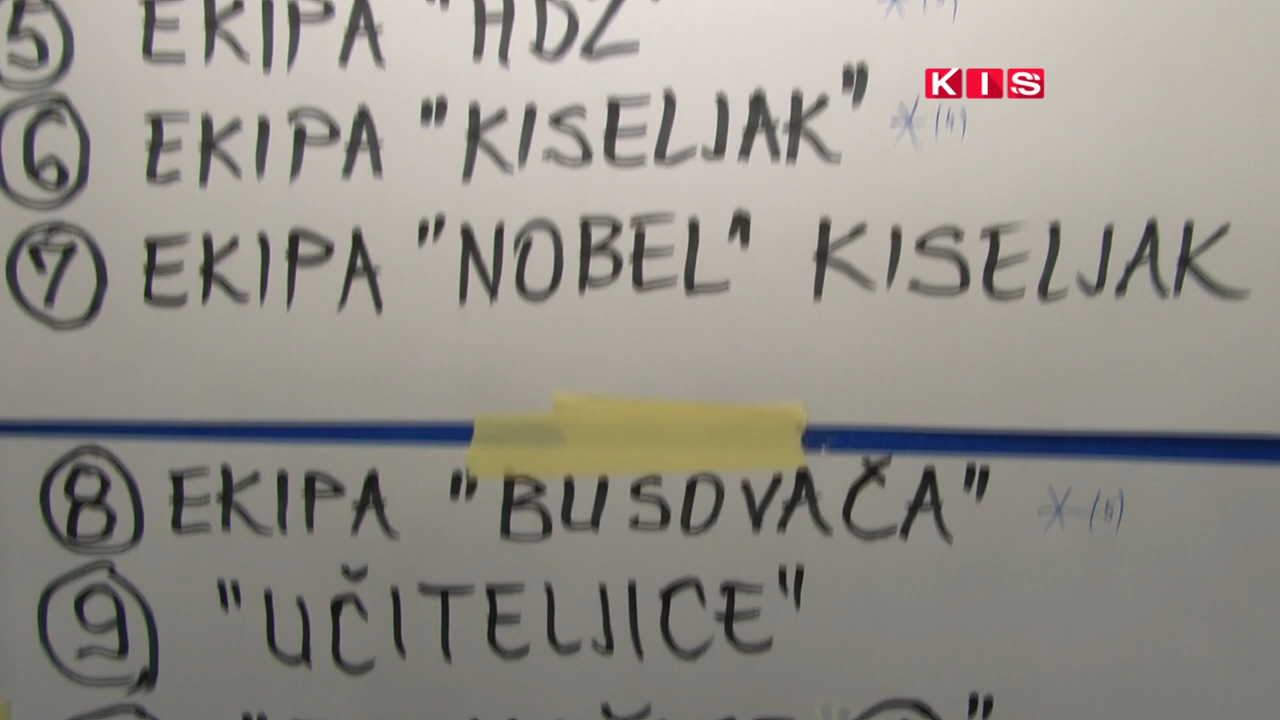 5 EKIPA "HDZ"
KIS
6 EKIPA "KISELJAK"
7 EKIPA "NOBEL" KISELJAK
8 EKIPA "BUSOVAČA"
9 "UČITELJICE"